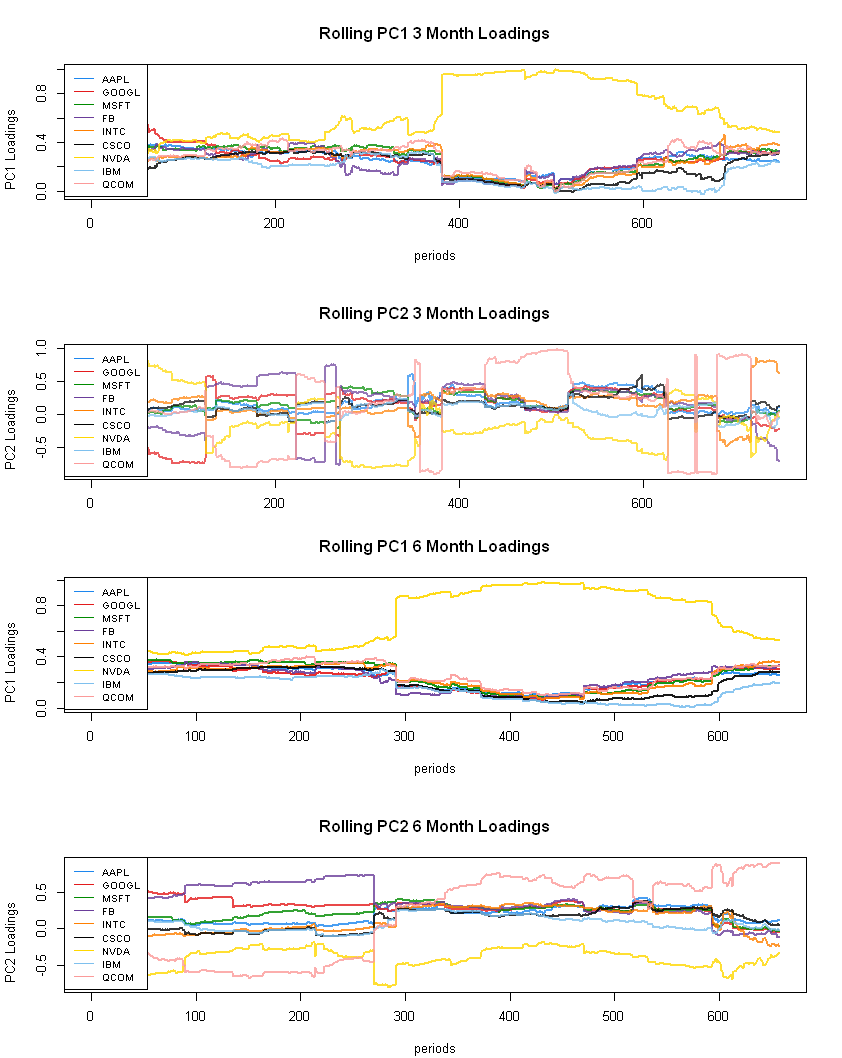 Rolling PC1 3 Month Loadings
PC1 Loadings
0.8
0.4
0.0
AAPL
GOOGL
MSFT
FB
INTC
CSCO
NVDA
IBM
QCOM
0 200 400 600
periods
Rolling PC2 3 Month Loadings
PC2 Loadings
1.0
0.5
0.0
-0.5
AAPL
GOOGL
MSFT
FB
INTC
CSCO
NVDA
IBM
QCOM
0 200 400 600
Rolling PC1 6 Month Loadings
PC1 Loadings
0.8
0.4
0.0
AAPL
GOOGL
MSFT
FB
INTC
CSCO
NVDA
IBM
QCOM
0 100 200 300 400 500 600
periods
Rolling PC2 6 Month Loadings
PC2 Loadings
0.5
0.0
-0.5
AAPL
GOOGL
MSFT
FB
INTC
CSCO
NVDA
IBM
QCOM
0 100 200 300 400 500 600
periods